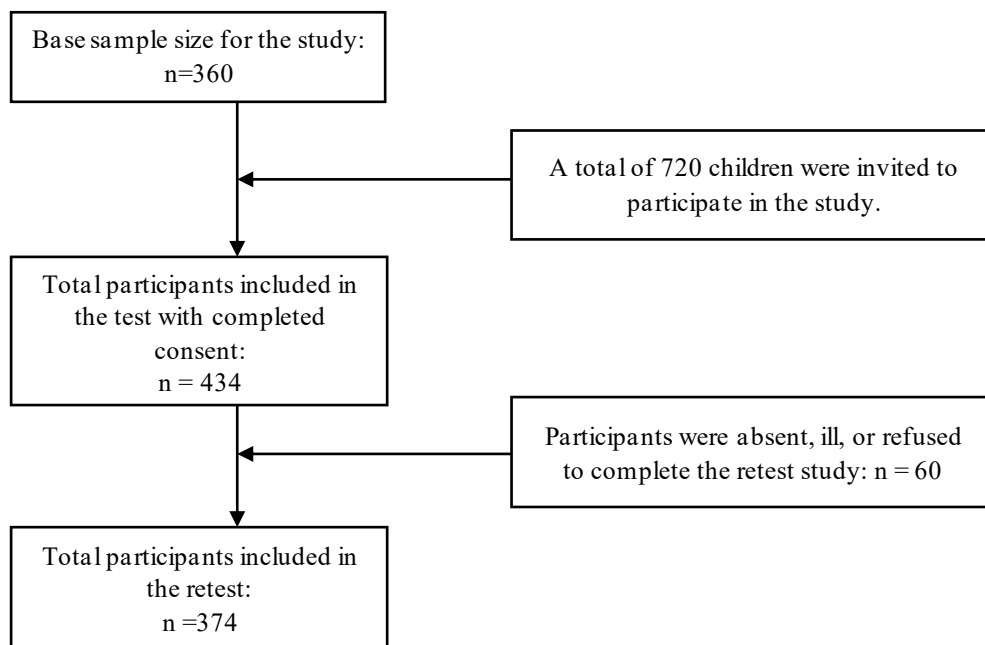 Base sample size for the study:
n=360
A total of 720 children were invited to
participate in the study.
Total participants included in
the test with completed
consent:
n = 434
Participants were absent, ill, or refused
to complete the retest study: n = 60
Total participants included in
the retest:
n =374